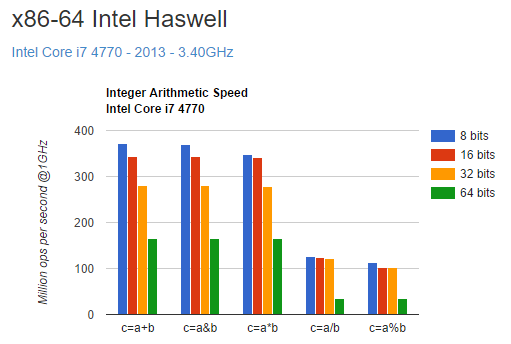 x86-64 Intel Haswell
Intel Core i7 4770 - 2013 - 3.40GHz
Integer Arithmetic Speed
Intel Core i7 4770
Million ops per second @1GHz
400
300
200
100
0
c=a+b
c=a&b
c=a*b
c=a/b
c=a%b
8 bits
16 bits
32 bits
64 bits